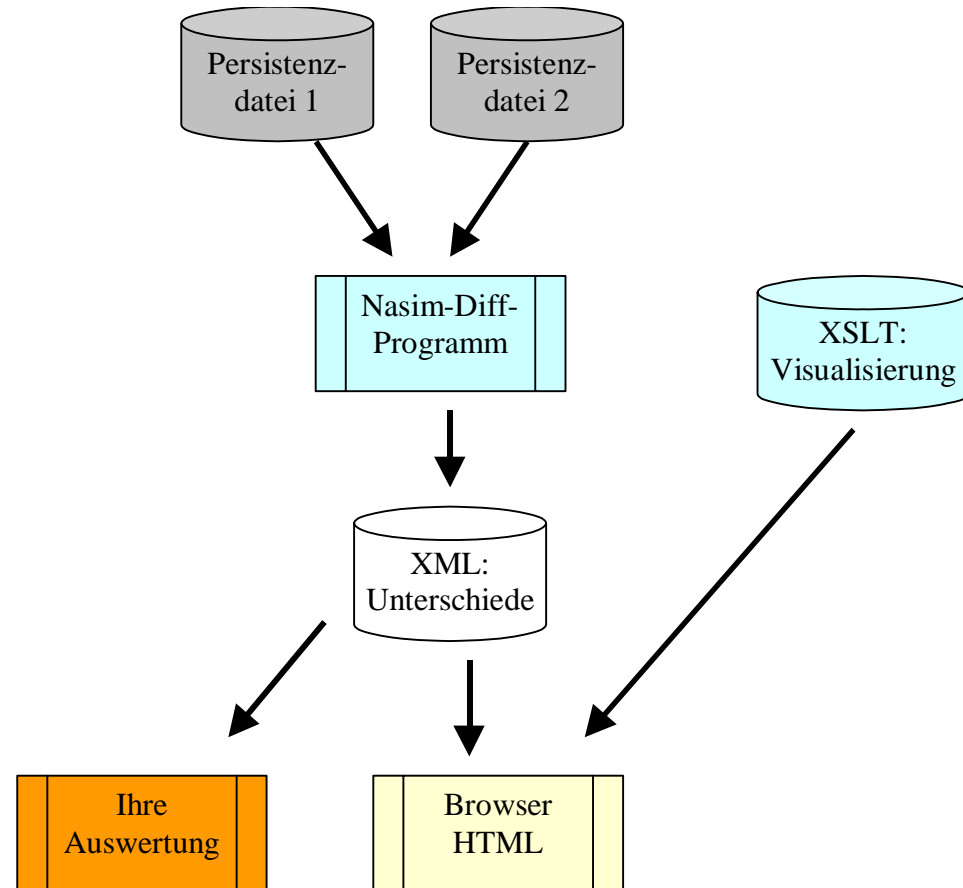 Persistenz-
datei 1
Persistenz-
datei 2
Nasim-Diff-
Programm
XSLT:
Visualisierung
XML:
Unterschiede
Ihre
Auswertung
Browser
HTML